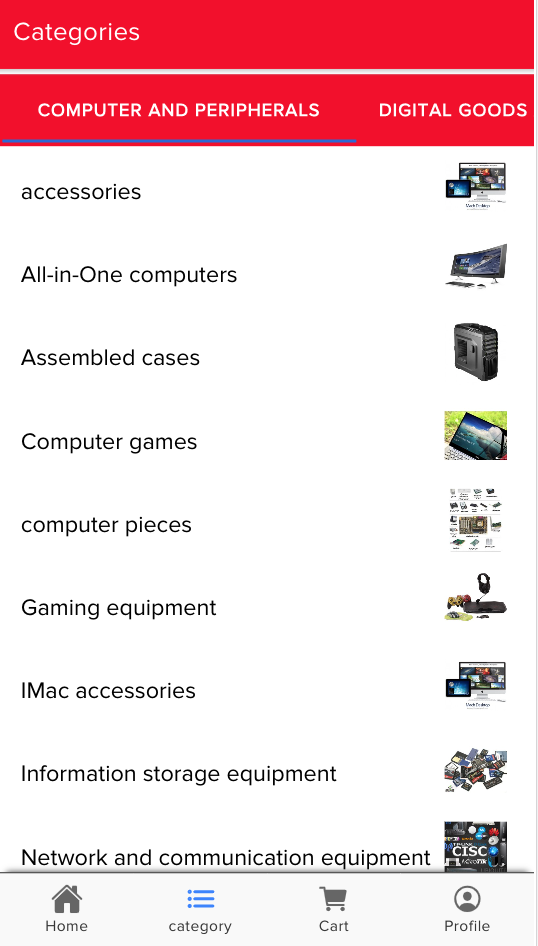 Categories
COMPUTER AND PERIPHERALS
DIGITAL GOODS
accessories
All-in-One computers
Assembled cases
Computer games
computer pieces
Gaming equipment
IMac accessories
Information storage equipment
Network and communication equipment
CISC
Home
category
Cart
Profile